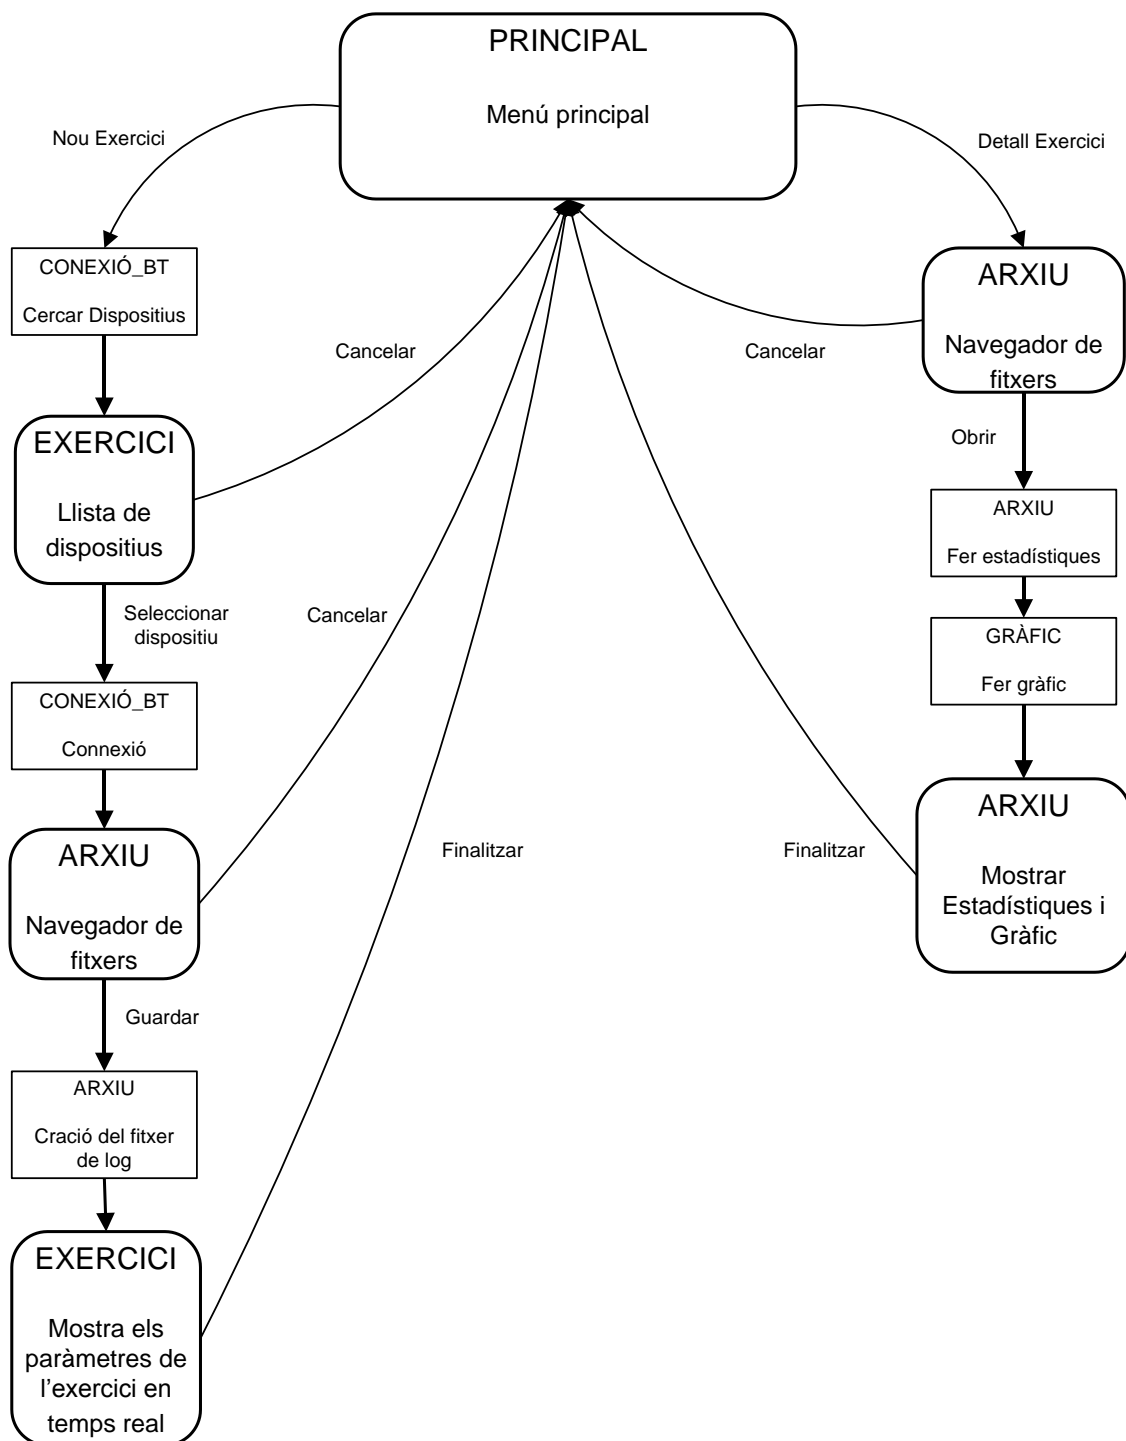 PRINCIPAL
Menú principal
Nou Exercici
Detall Exercici
CONEXIÓ_BT
Cercar Dispositius
ARXIU
Navegador de
fitxers
Cancelar
Cancelar
EXERCICI
Llista de
dispositius
Obrir
ARXIU
Fer estadístiques
Seleccionar
dispositiu
Cancelar
GRÀFIC
Fer gràfic
CONEXIÓ_BT
Connexió
ARXIU
Mostrar
Estadístiques i
Gràfic
ARXIU
Navegador de
fitxers
Finalitzar
Finalitzar
Guardar
ARXIU
Cració del fitxer
de log
EXERCICI
Mostra els
paràmetres de
l'exercici en
temps real